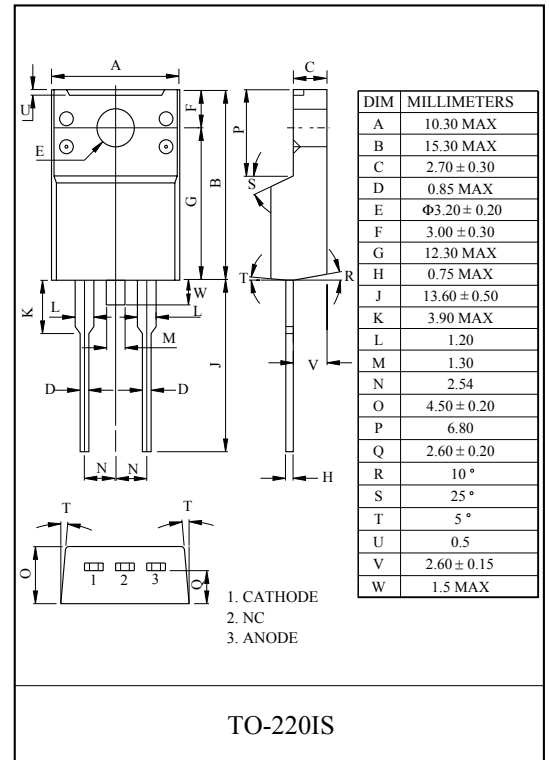 A
C
U
F
P
E
B
S
G
T
R
K
L
L
W
M
V
J
D
D
N
N
H
T
T
O
1
2
3
Q
1. CATHODE
2. NC
3. ANODE
DIM MILLIMETERS
A 10.30 MAX
B 15.30 MAX
C 2.70 ± 0.30
D 0.85 MAX
E Φ3.20 ± 0.20
F 3.00 ± 0.30
G 12.30 MAX
H 0.75 MAX
J 13.60 ± 0.50
K 3.90 MAX
L 1.20
M 1.30
N 2.54
O 4.50 ± 0.20
P 6.80
Q 2.60 ± 0.20
R 10 °
S 25 °
T 5 °
U 0.5
V 2.60 ± 0.15
W 1.5 MAX
TO-220IS